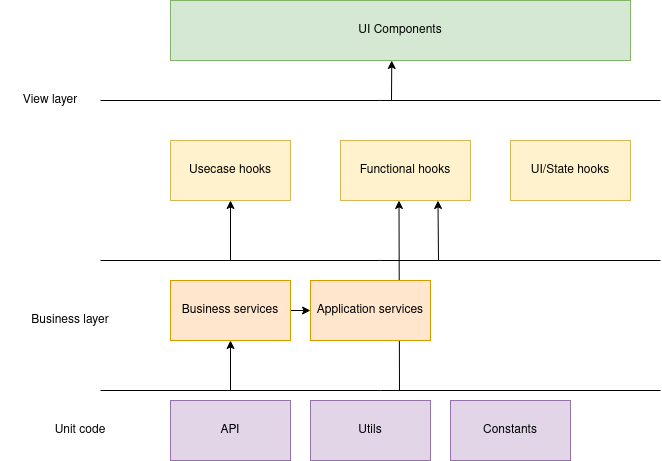 UI Components
View layer
Usecase hooks
Functional hooks
UI/State hooks
Business services
Application services
Business layer
Unit code
API
Utils
Constants